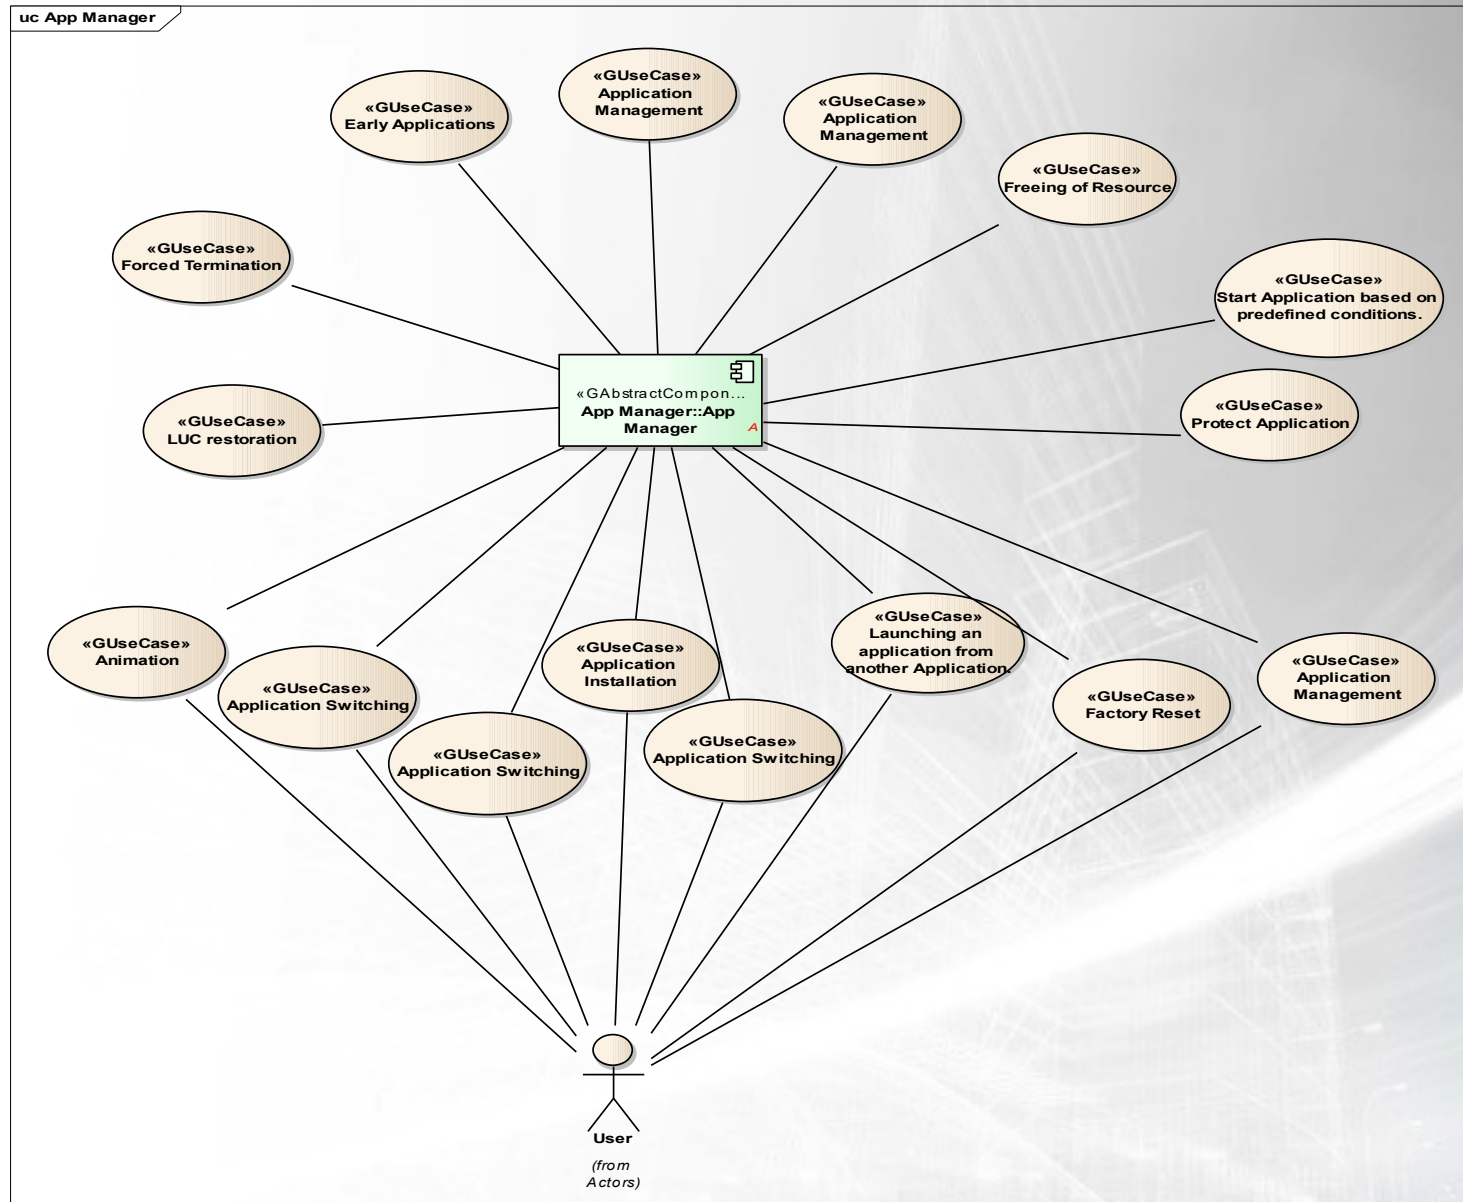 uc App Manager
«GUseCase»
Early Applications
«GUseCase»
Application
Management
«GUseCase»
Application
Management
«GUseCase»
Freeing of Resource
«GUseCase»
Forced Termination
«GUseCase»
Start Application based on
predefined conditions.
«GAbstractCompon...
App Manager::App
Manager
A
«GUseCase»
LUC restoration
«GUseCase»
Protect Application
«GUseCase»
Animation
«GUseCase»
Application Switching
«GUseCase»
Application Switching
«GUseCase»
Application
Installation
«GUseCase»
Application Switching
«GUseCase»
Launching an
application from
another Application.
«GUseCase»
Factory Reset
«GUseCase»
Application
Management
User
(from
Actors)